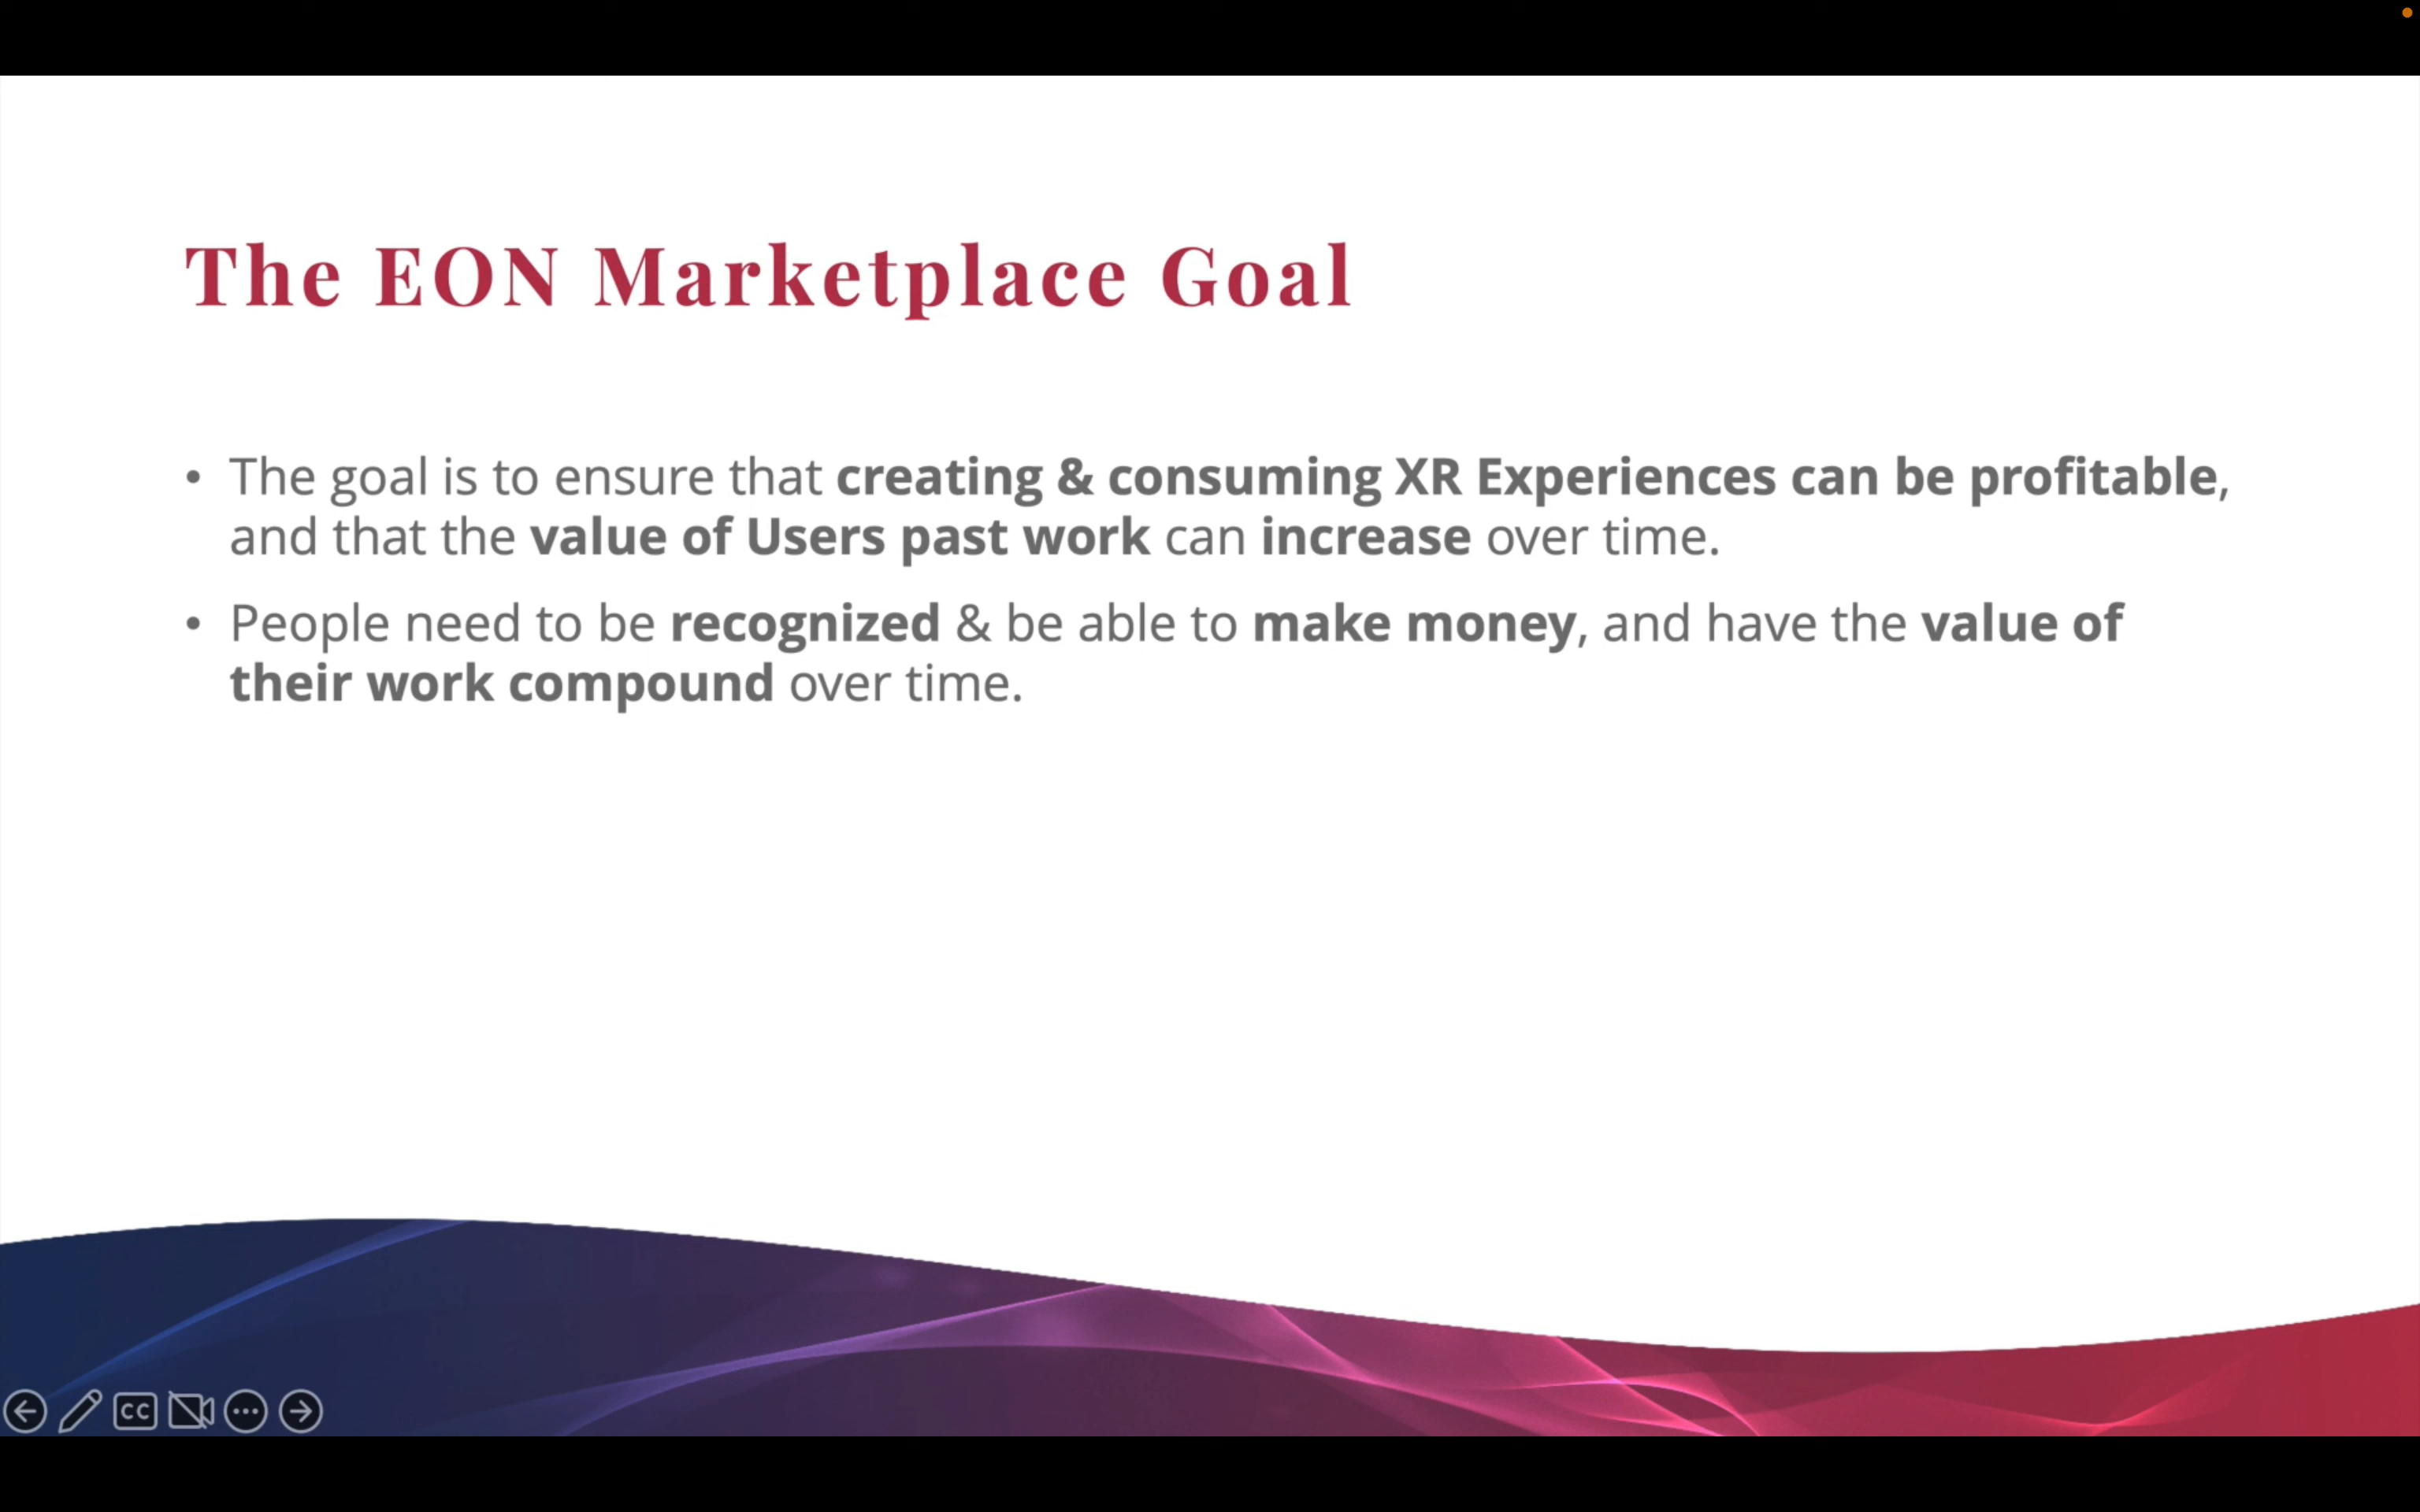 The EON Marketplace Goal
• The goal is to ensure that creating & consuming XR Experiences can be profitable,
and that the value of Users past work can increase over time.
• People need to be recognized & be able to make money, and have the value of
their work compound over time.
CC